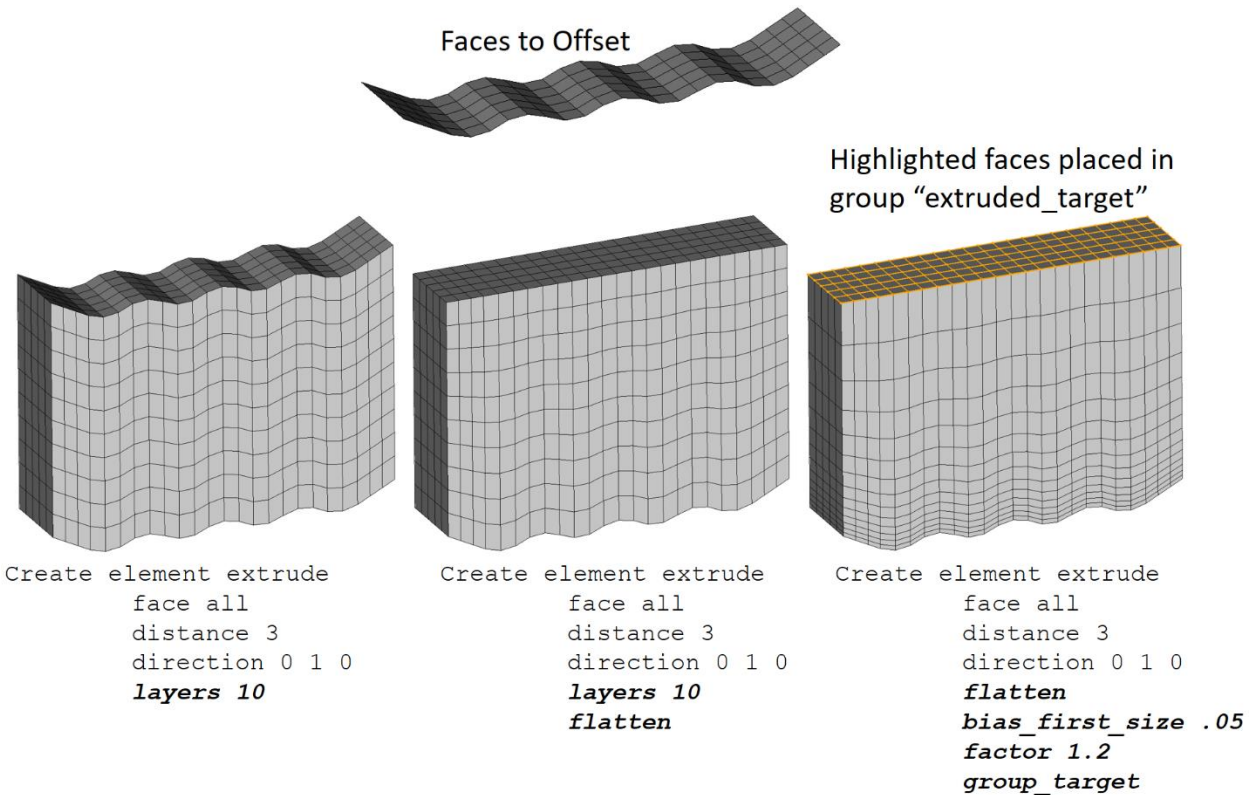 Faces to Offset
Highlighted faces placed in
group “extruded_target”
Create element extrude
face all
distance 3
direction 0 1 0
layers 10
Create element extrude
face all
distance 3
direction 0 1 0
layers 10
flatten
Create element extrude
face all
distance 3
direction 0 1 0
flatten
bias_first_size .05
factor 1.2
group_target